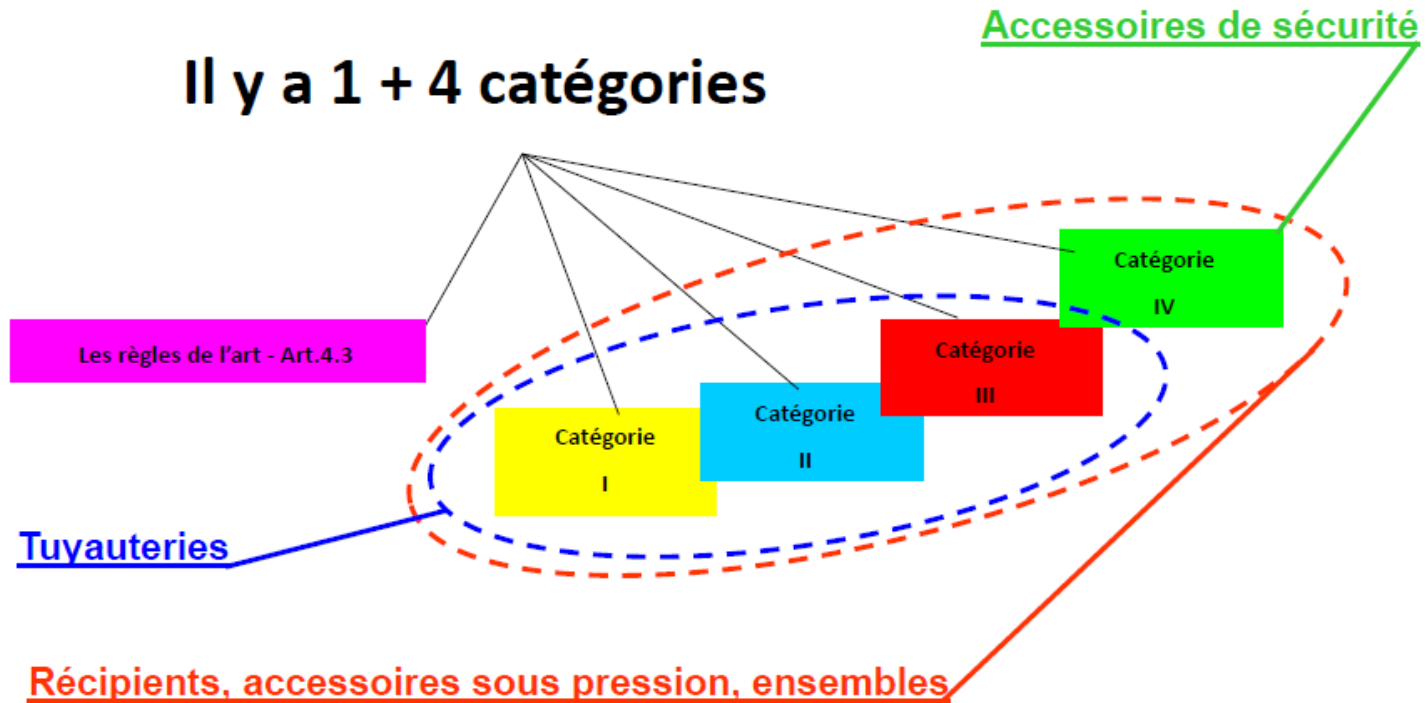 Accessoires de sécurité
Il y a 1 + 4 catégories
Catégorie
IV
Les règles de l’art - Art.4.3
Catégorie
III
Catégorie
II
Catégorie
I
Tuyauteries
Récipients, accessoires sous pression, ensembles